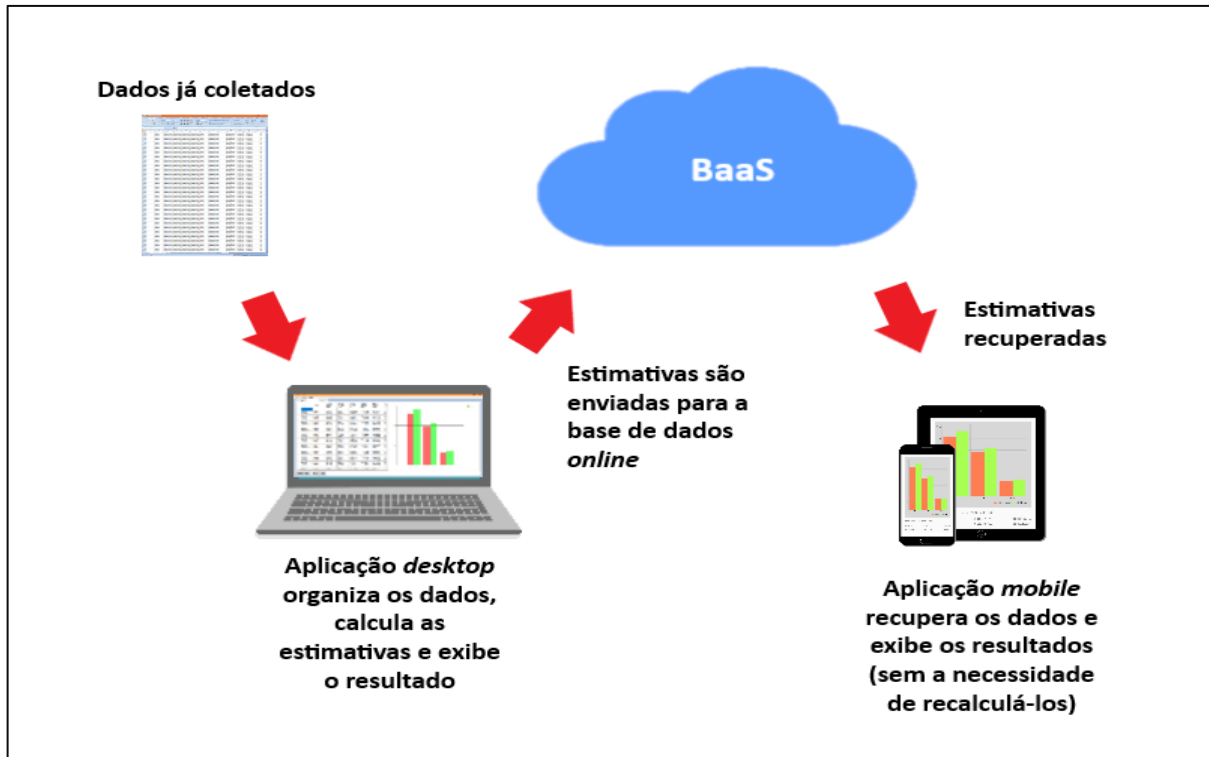 Dados já coletados
BaaS
Estimativas
recuperadas
Estimativas são
enviadas para a
base de dados
online
Aplicação desktop
organiza os dados,
calcula as
estimativas e exibe
o resultado
Aplicação mobile
recupera os dados e
exibe os resultados
(sem a necessidade
de recalculá-los)